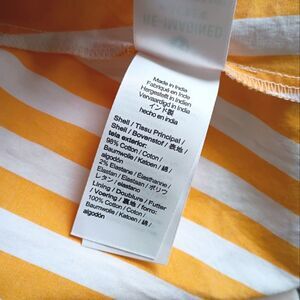 RE-IMAGINED
Made in India
Fabriqué en Inde
Hergestellt in Indien
Vervaardigd in India
インド製
hecho en india
Shell / Tissu Principal /
Shell / Bovenstof / 表地 /
tela exterior:
98% Cotton / Coton /
Baumwolle / Katoen / 綿 /
algodón
2% Elastane / Elasthanne /
Elastan / Elastaan / ポリウ
レタン / elastano
Lining / Doublure / Futter
/ Voering / 裏地 / forro:
100% Cotton / Coton /
Baumwolle / Katoen / 綿 /
algodón